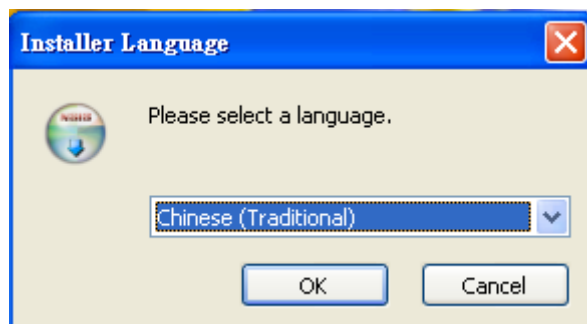 Installer Language
Please select a language.
Chinese (Traditional)
OK
Cancel